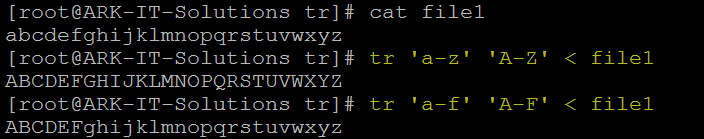 [root@ARK-IT-Solutions tr]# cat file1
abcdefghijklmnopqrstuvwxyz
[root@ARK-IT-Solutions tr]# tr 'a-z' 'A-Z' < file1
ABCDEFGHIJKLMNOPQRSTUVWXYZ
[root@ARK-IT-Solutions tr]# tr 'a-f' 'A-F' < file1
ABCDEFghijklmnopqrstuvwxyz